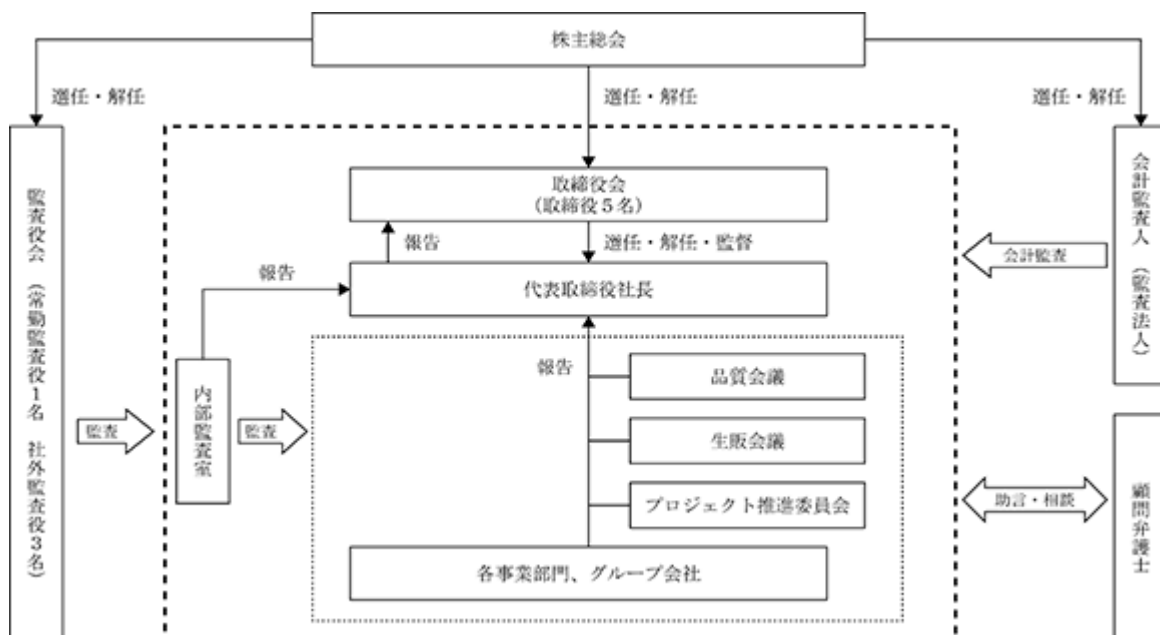 株主総会
選任・解任
選任・解任
選任・解任
監査役会 (常勤監査役1名 社外監査役3名)
取締役会
(取締役5名)
会計監査人 (監査法人)
報告
選任・解任・監督
会計監査
報告
代表取締役社長
内部監査室
報告
品質会議
監査
監査
生販会議
プロジェクト推進委員会
助言・相談
顧問弁護士
各事業部門、グループ会社